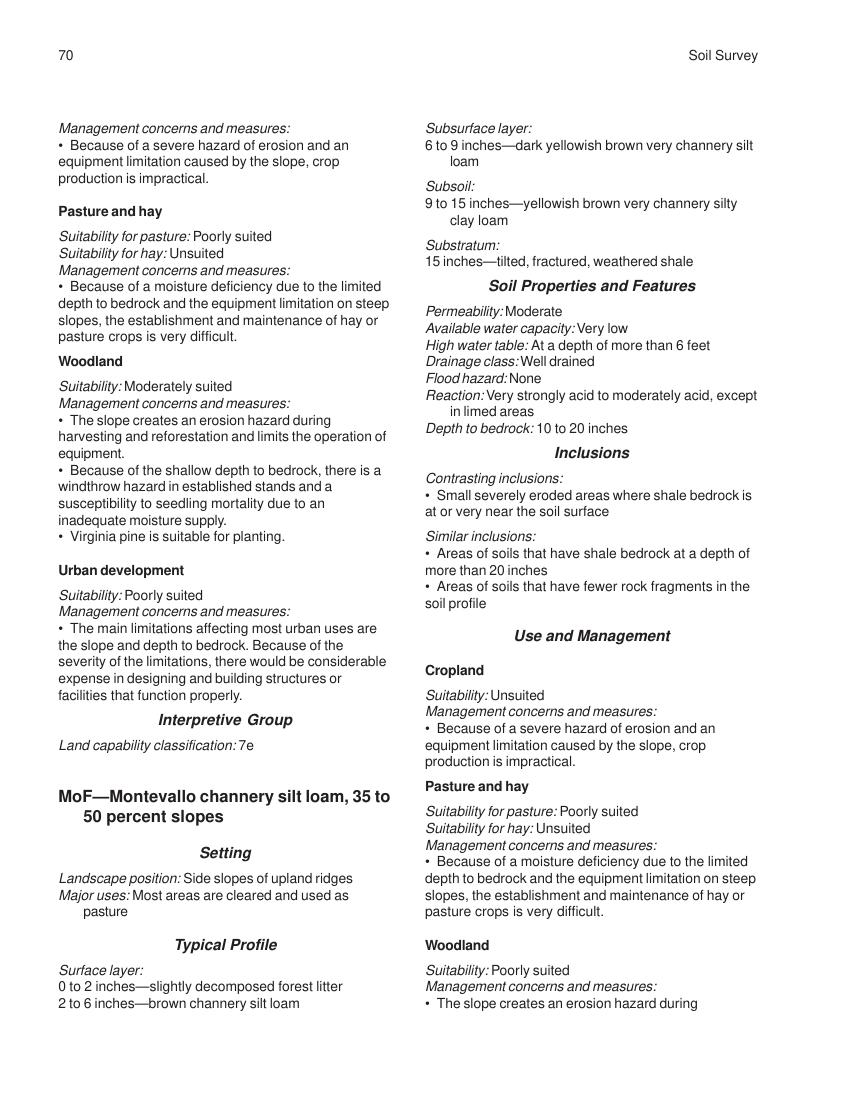 70
Soil Survey
Management concerns and measures:
• Because of a severe hazard of erosion and an
equipment limitation caused by the slope, crop
production is impractical.
Pasture and hay
Suitability for pasture: Poorly suited
Suitability for hay: Unsuited
Management concerns and measures:
• Because of a moisture deficiency due to the limited
depth to bedrock and the equipment limitation on steep
slopes, the establishment and maintenance of hay or
pasture crops is very difficult.
Woodland
Suitability: Moderately suited
Management concerns and measures:
• The slope creates an erosion hazard during
harvesting and reforestation and limits the operation of
equipment.
• Because of the shallow depth to bedrock, there is a
windthrow hazard in established stands and a
susceptibility to seedling mortality due to an
inadequate moisture supply.
• Virginia pine is suitable for planting.
Urban development
Suitability: Poorly suited
Management concerns and measures:
• The main limitations affecting most urban uses are
the slope and depth to bedrock. Because of the
severity of the limitations, there would be considerable
expense in designing and building structures or
facilities that function properly.
Interpretive Group
Land capability classification: 7e
MoF—Montevallo channery silt loam, 35 to
50 percent slopes
Setting
Landscape position: Side slopes of upland ridges
Major uses: Most areas are cleared and used as
pasture
Typical Profile
Surface layer:
0 to 2 inches—slightly decomposed forest litter
2 to 6 inches—brown channery silt loam
Subsurface layer:
6 to 9 inches—dark yellowish brown very channery silt
loam
Subsoil:
9 to 15 inches—yellowish brown very channery silty
clay loam
Substratum:
15 inches—tilted, fractured, weathered shale
Soil Properties and Features
Permeability: Moderate
Available water capacity: Very low
High water table: At a depth of more than 6 feet
Drainage class: Well drained
Flood hazard: None
Reaction: Very strongly acid to moderately acid, except
in limed areas
Depth to bedrock: 10 to 20 inches
Inclusions
Contrasting inclusions:
• Small severely eroded areas where shale bedrock is
at or very near the soil surface
Similar inclusions:
• Areas of soils that have shale bedrock at a depth of
more than 20 inches
• Areas of soils that have fewer rock fragments in the
soil profile
Use and Management
Cropland
Suitability: Unsuited
Management concerns and measures:
• Because of a severe hazard of erosion and an
equipment limitation caused by the slope, crop
production is impractical.
Pasture and hay
Suitability for pasture: Poorly suited
Suitability for hay: Unsuited
Management concerns and measures:
• Because of a moisture deficiency due to the limited
depth to bedrock and the equipment limitation on steep
slopes, the establishment and maintenance of hay or
pasture crops is very difficult.
Woodland
Suitability: Poorly suited
Management concerns and measures:
• The slope creates an erosion hazard during